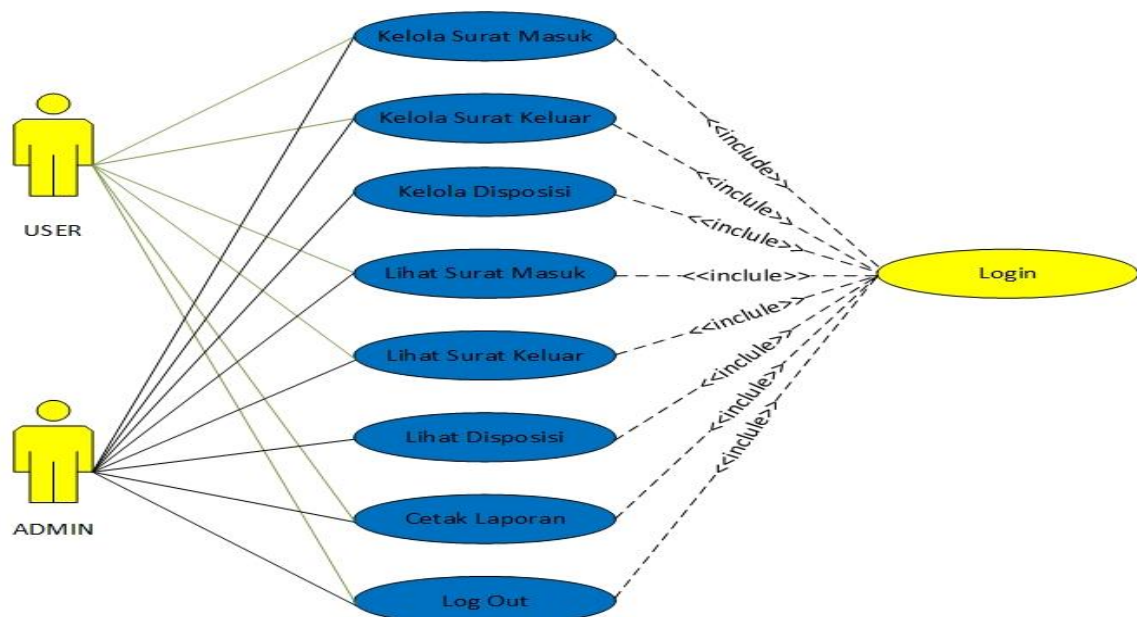 Kelola Surat Masuk
Kelola Surat Keluar
Kelola Disposisi
Lihat Surat Masuk
Lihat Surat Keluar
Lihat Disposisi
Cetak Laporan
Log Out
USER
ADMIN
<<include>>
<<inclule>>
<<inclule>>
<<inclule>>
<<inclule>>
<<inclule>>
<<inclule>>
<<inclule>>
Login